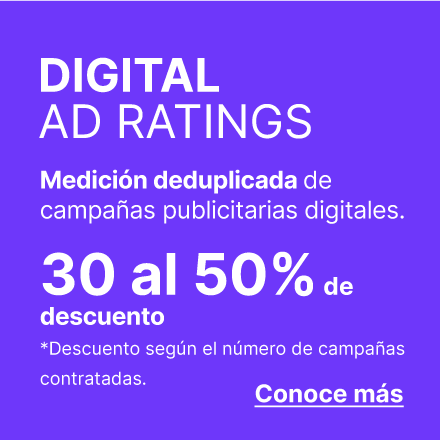 DIGITAL
AD RATINGS
Medición deduplicada de
campañas publicitarias digitales.
30 al 50% de
descuento
*Descuento según el número de campañas
contratadas.
Conoce más